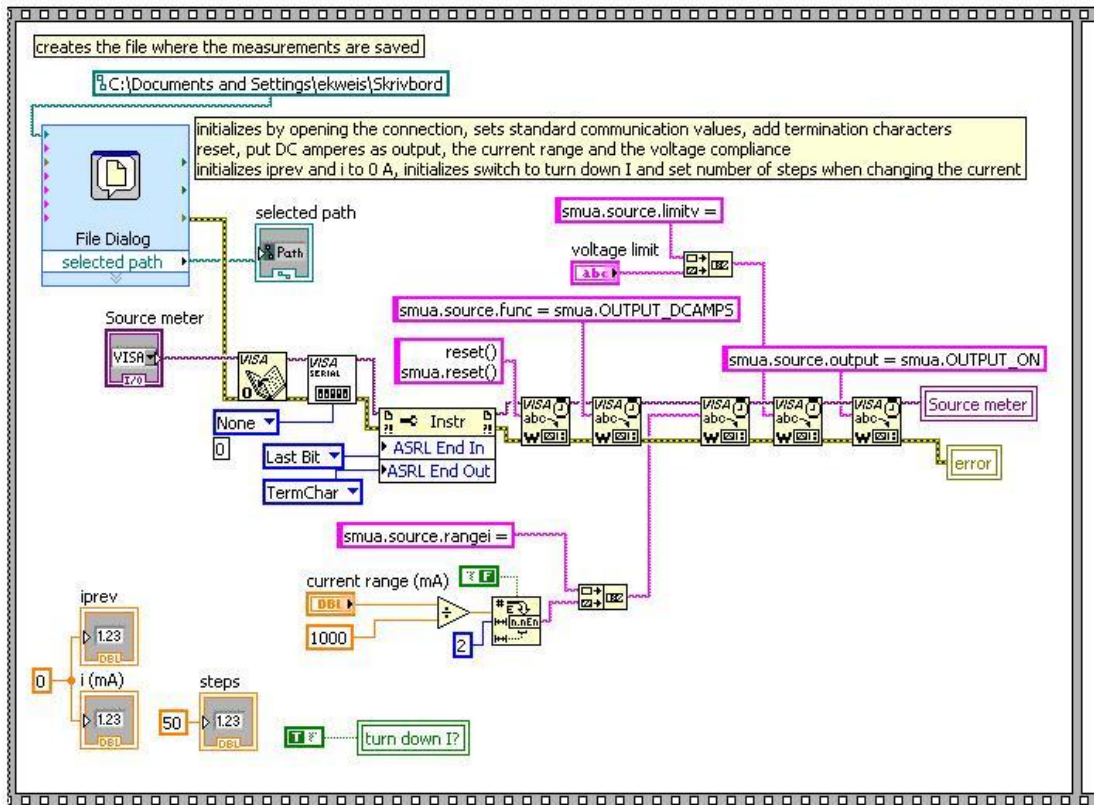 creates the file where the measurements are saved
C:\Documents and Settings\ekweis\Skrivbord
initializes by opening the connection, sets standard communication values, add termination characters
reset, put DC amperes as output, the current range and the voltage compliance
initializes iprev and i to 0 A, initializes switch to turn down I and set number of steps when changing the current
File Dialog
selected path
selected path
Path
smua.source.limitv =
voltage limit
abc
smua.source.func = smua.OUTPUT_DCAMPS
Source meter
VISA
I/O
VISA
VISA
SERIAL
reset()
smua.reset()
smua.source.output = smua.OUTPUT_ON
None
0
Instr
ASRL End In
ASRL End Out
Last Bit
TermChar
VISA
abc
W
VISA
abc
W
VISA
abc
W
VISA
abc
W
VISA
abc
W
Source meter
error
smua.source.rangei =
current range (mA)
DBL
1000
F
2
n.nEn
iprev
1.23
DBL
0
i (mA)
1.23
DBL
steps
50
1.23
DBL
T
turn down I?